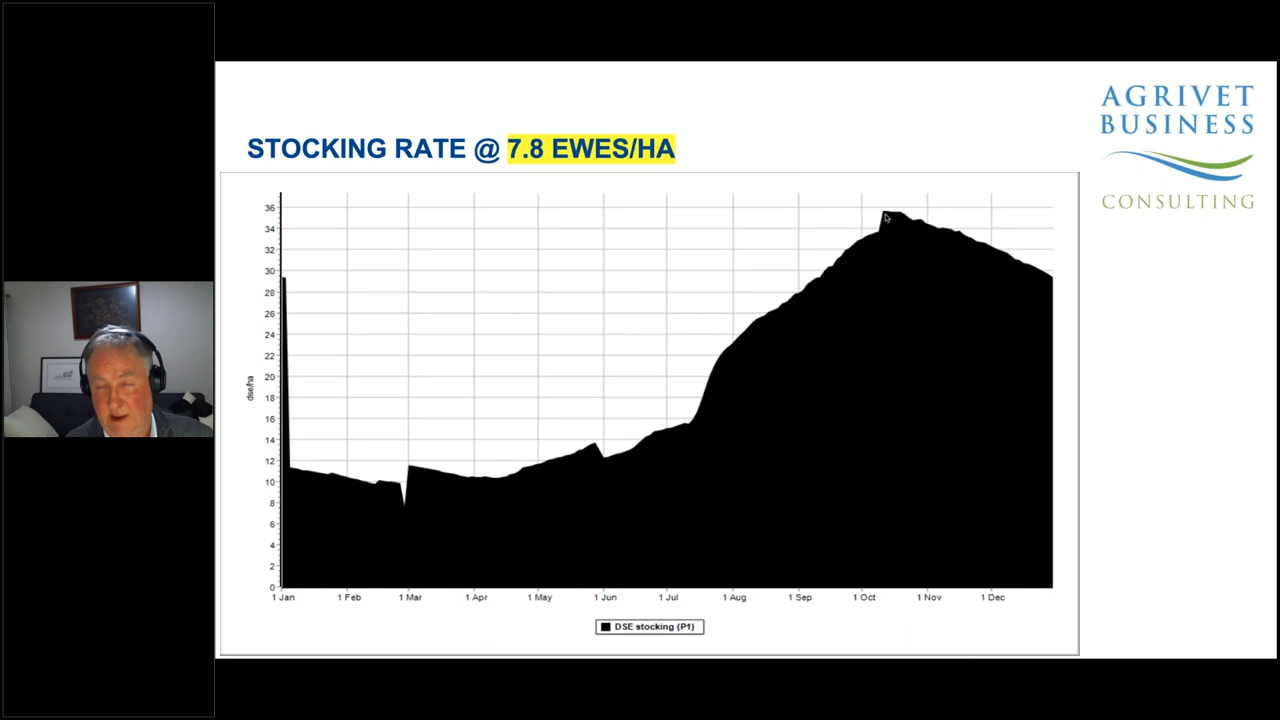 AGRIVET
BUSINESS
CONSULTING
STOCKING RATE @ 7.8 EWES/HA
36
34
32
30
28
26
24
22
20
18
16
14
12
10
8
6
4
2
0
dse/ha
1 Jan 1 Feb 1 Mar 1 Apr 1 May 1 Jun 1 Jul 1 Aug 1 Sep 1 Oct 1 Nov 1 Dec
DSE stocking (P1)